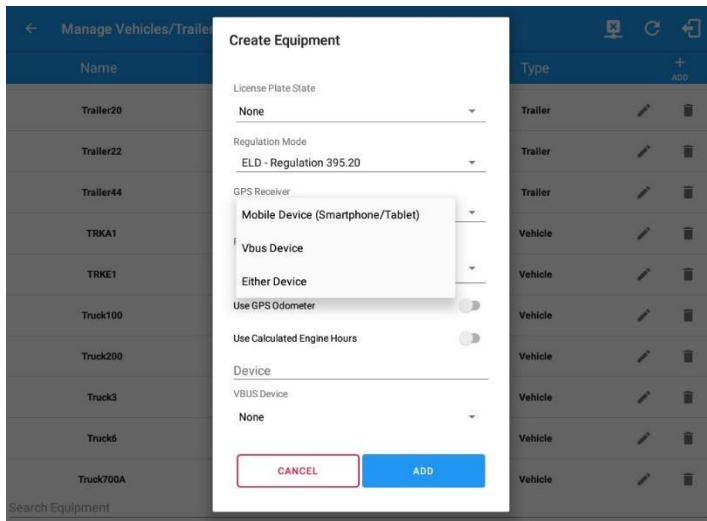 Manage Vehicles/Trailer
Create Equipment
Name
Type
ADD
License Plate State
None
Regulation Mode
ELD - Regulation 395.20
GPS Receiver
Mobile Device (Smartphone/Tablet)
Vbus Device
Either Device
Use GPS Odometer
Use Calculated Engine Hours
Device
VBUS Device
None
CANCEL
ADD
Trailer20
Trailer
Trailer22
Trailer
Trailer44
Trailer
TRKA1
Vehicle
TRKE1
Vehicle
Truck100
Vehicle
Truck200
Vehicle
Truck3
Vehicle
Truck6
Vehicle
Truck700A
Vehicle
Search Equipment